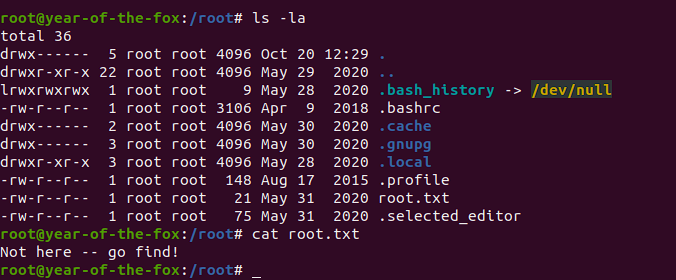 root@year-of-the-fox:/root# ls -la
total 36
drwx------  5 root root 4096 Oct 20 12:29 .
drwxr-xr-x 22 root root 4096 May 29  2020 ..
lrwxrwxrwx  1 root root    9 May 28  2020 .bash_history -> /dev/null
-rw-r--r--  1 root root 3106 Apr  9  2018 .bashrc
drwx------  2 root root 4096 May 30  2020 .cache
drwx------  3 root root 4096 May 30  2020 .gnupg
drwxr-xr-x  3 root root 4096 May 28  2020 .local
-rw-r--r--  1 root root  148 Aug 17  2015 .profile
-rw-r--r--  1 root root   21 May 31  2020 root.txt
-rw-r--r--  1 root root   75 May 31  2020 .selected_editor
root@year-of-the-fox:/root# cat root.txt
Not here -- go find!
root@year-of-the-fox:/root# _